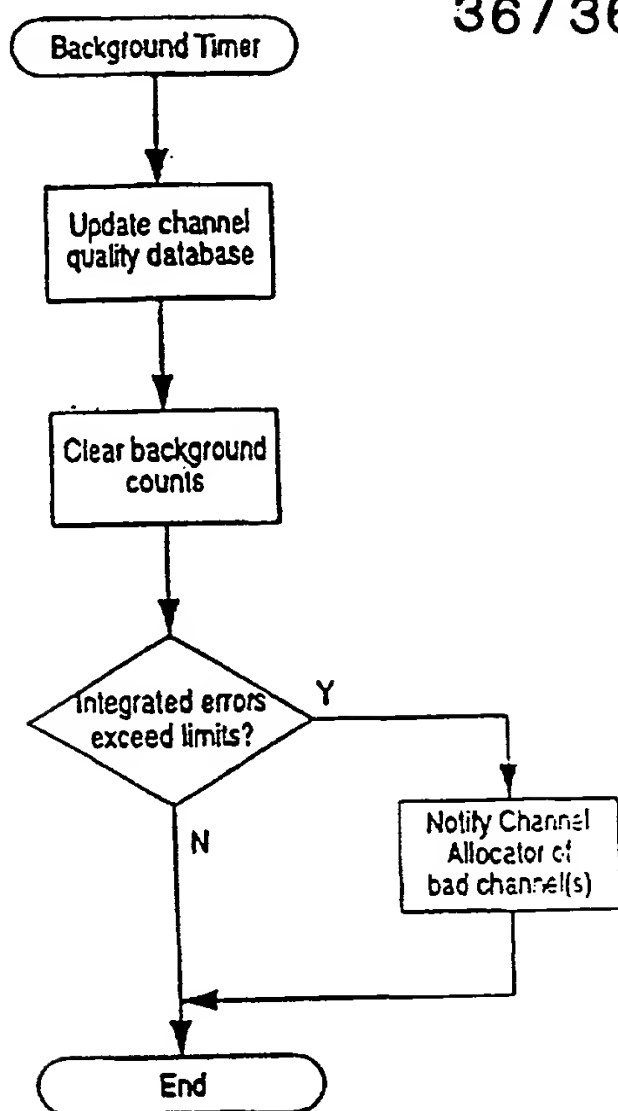 36/36
Background Timer
Update channel
quality database
Clear background
counts
Integrated errors
exceed limits?
Y
N
Notify Channel
Allocator of
bad channel(s)
End